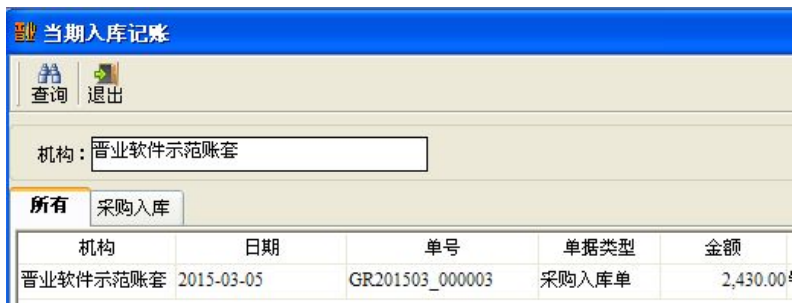 当期入库记账
查询 退出
机构：晋业软件示范账套
所有 采购入库
机构 日期 单号 单据类型 金额
晋业软件示范账套 2015-03-05 GR201503_000003 采购入库单 2,430.00